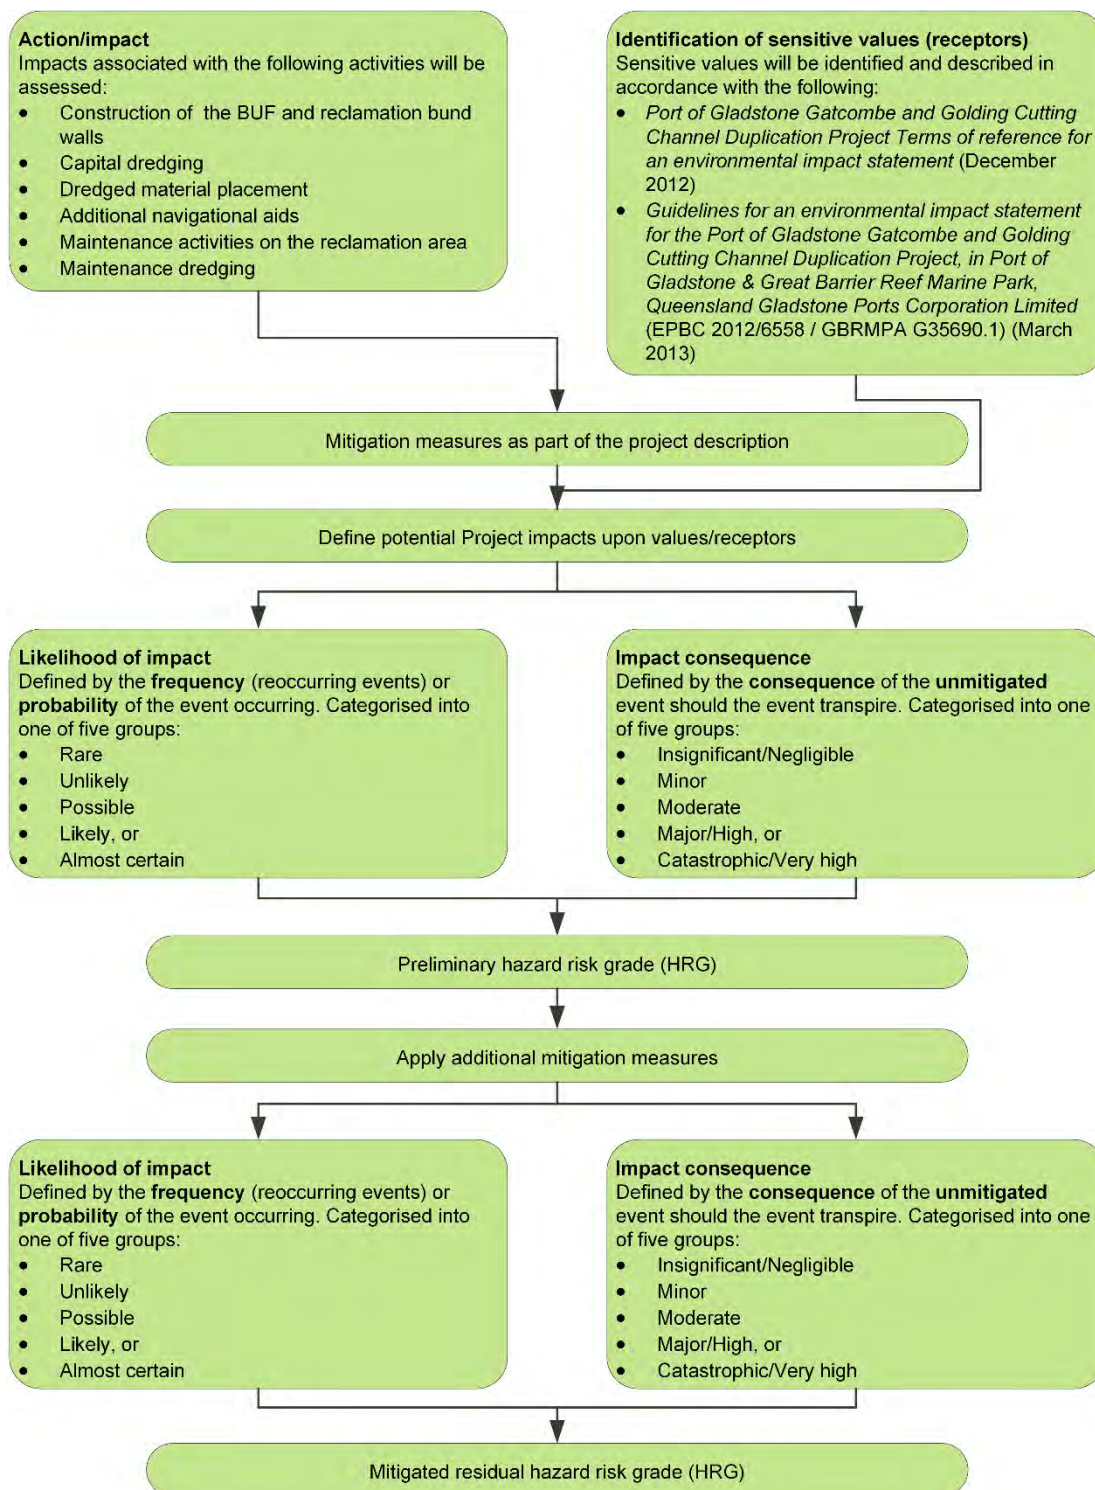 Action/impact
Impacts associated with the following activities will be
assessed:
• Construction of the BUF and reclamation bund
walls
• Capital dredging
• Dredged material placement
• Additional navigational aids
• Maintenance activities on the reclamation area
• Maintenance dredging
Identification of sensitive values (receptors)
Sensitive values will be identified and described in
accordance with the following:
• Port of Gladstone Gatcombe and Golding Cutting
Channel Duplication Project Terms of reference for
an environmental impact statement (December
2012)
• Guidelines for an environmental impact statement
for the Port of Gladstone Gatcombe and Golding
Cutting Channel Duplication Project, in Port of
Gladstone & Great Barrier Reef Marine Park,
Queensland Gladstone Ports Corporation Limited
(EPBC 2012/6558 / GBRMPA G35690.1) (March
2013)
Mitigation measures as part of the project description
Define potential Project impacts upon values/receptors
Likelihood of impact
Defined by the frequency (reoccurring events) or
probability of the event occurring. Categorised into
one of five groups:
• Rare
• Unlikely
• Possible
• Likely, or
• Almost certain
Impact consequence
Defined by the consequence of the unmitigated
event should the event transpire. Categorised into one
of five groups:
• Insignificant/Negligible
• Minor
• Moderate
• Major/High, or
• Catastrophic/Very high
Preliminary hazard risk grade (HRG)
Apply additional mitigation measures
Likelihood of impact
Defined by the frequency (reoccurring events) or
probability of the event occurring. Categorised into
one of five groups:
• Rare
• Unlikely
• Possible
• Likely, or
• Almost certain
Impact consequence
Defined by the consequence of the unmitigated
event should the event transpire. Categorised into one
of five groups:
• Insignificant/Negligible
• Minor
• Moderate
• Major/High, or
• Catastrophic/Very high
Mitigated residual hazard risk grade (HRG)